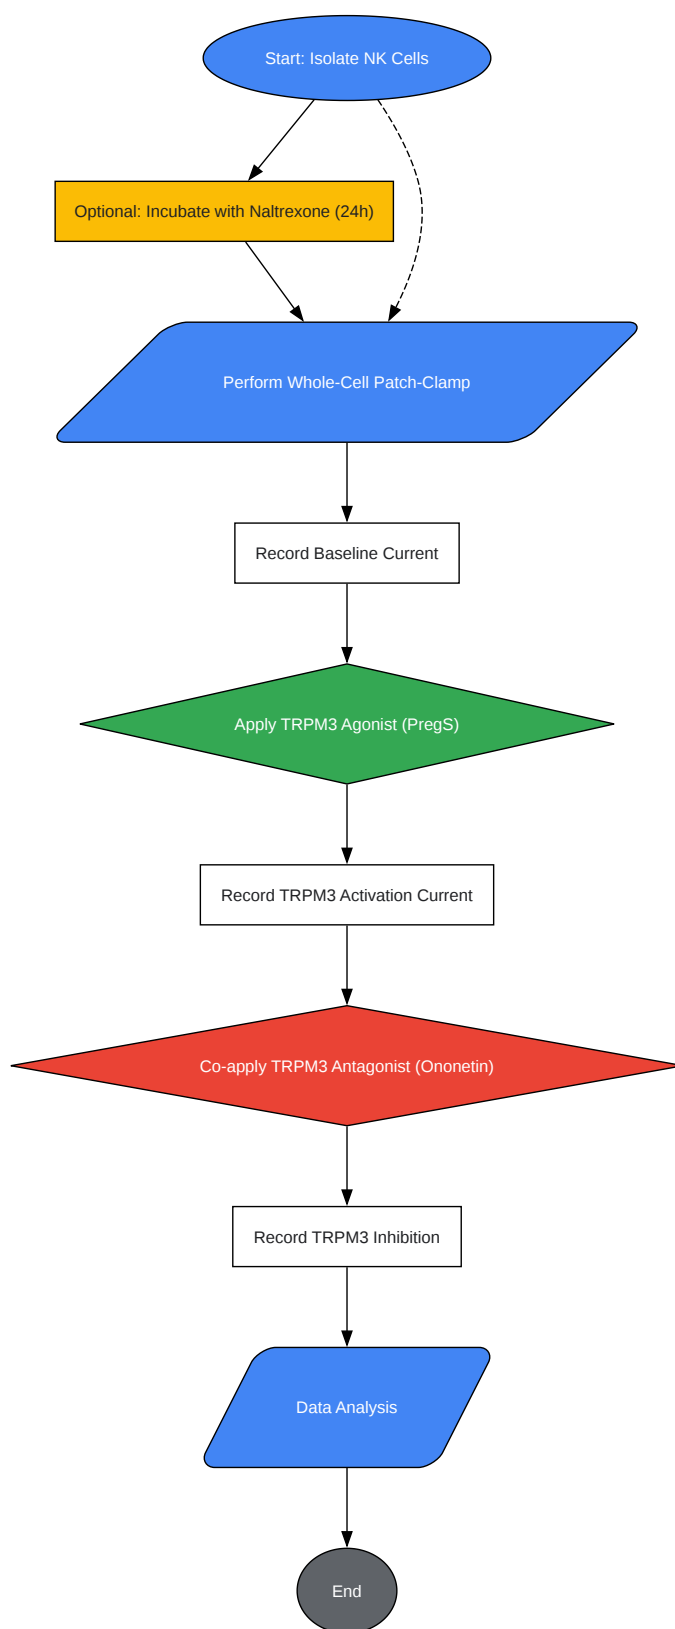 Start: Isolate NK Cells
Optional: Incubate with Naltrexone (24h)
Perform Whole-Cell Patch-Clamp
Record Baseline Current
Apply TRPM3 Agonist (PregS)
Record TRPM3 Activation Current
Co-apply TRPM3 Antagonist (Ononetin)
Record TRPM3 Inhibition
Data Analysis
End